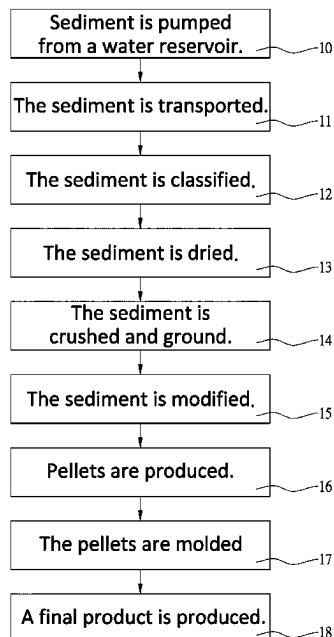 Sediment is pumped
from a water reservoir.
10
The sediment is transported.
11
The sediment is classified.
12
The sediment is dried.
13
The sediment is
crushed and ground.
14
The sediment is modified.
15
Pellets are produced.
16
The pellets are molded
17
A final product is produced.
18